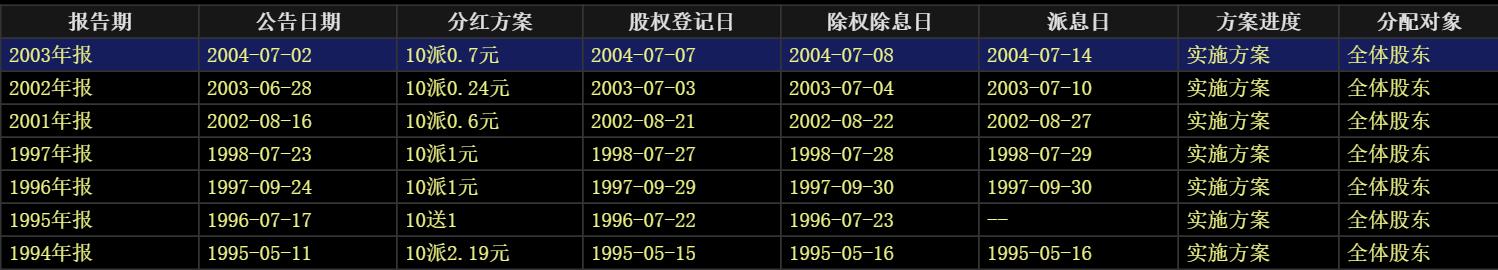 报告期 公告日期 分红方案 股权登记日 除权除息日 派息日 方案进度 分配对象
2003年报 2004-07-02 10派0.7元 2004-07-07 2004-07-08 2004-07-14 实施方案 全体股东
2002年报 2003-06-28 10派0.24元 2003-07-03 2003-07-04 2003-07-10 实施方案 全体股东
2001年报 2002-08-16 10派0.6元 2002-08-21 2002-08-22 2002-08-27 实施方案 全体股东
1997年报 1998-07-23 10派1元 1998-07-27 1998-07-28 1998-07-29 实施方案 全体股东
1996年报 1997-09-24 10派1元 1997-09-29 1997-09-30 1997-09-30 实施方案 全体股东
1995年报 1996-07-17 10送1 1996-07-22 1996-07-23 -- 实施方案 全体股东
1994年报 1995-05-11 10派2.19元 1995-05-15 1995-05-16 1995-05-16 实施方案 全体股东